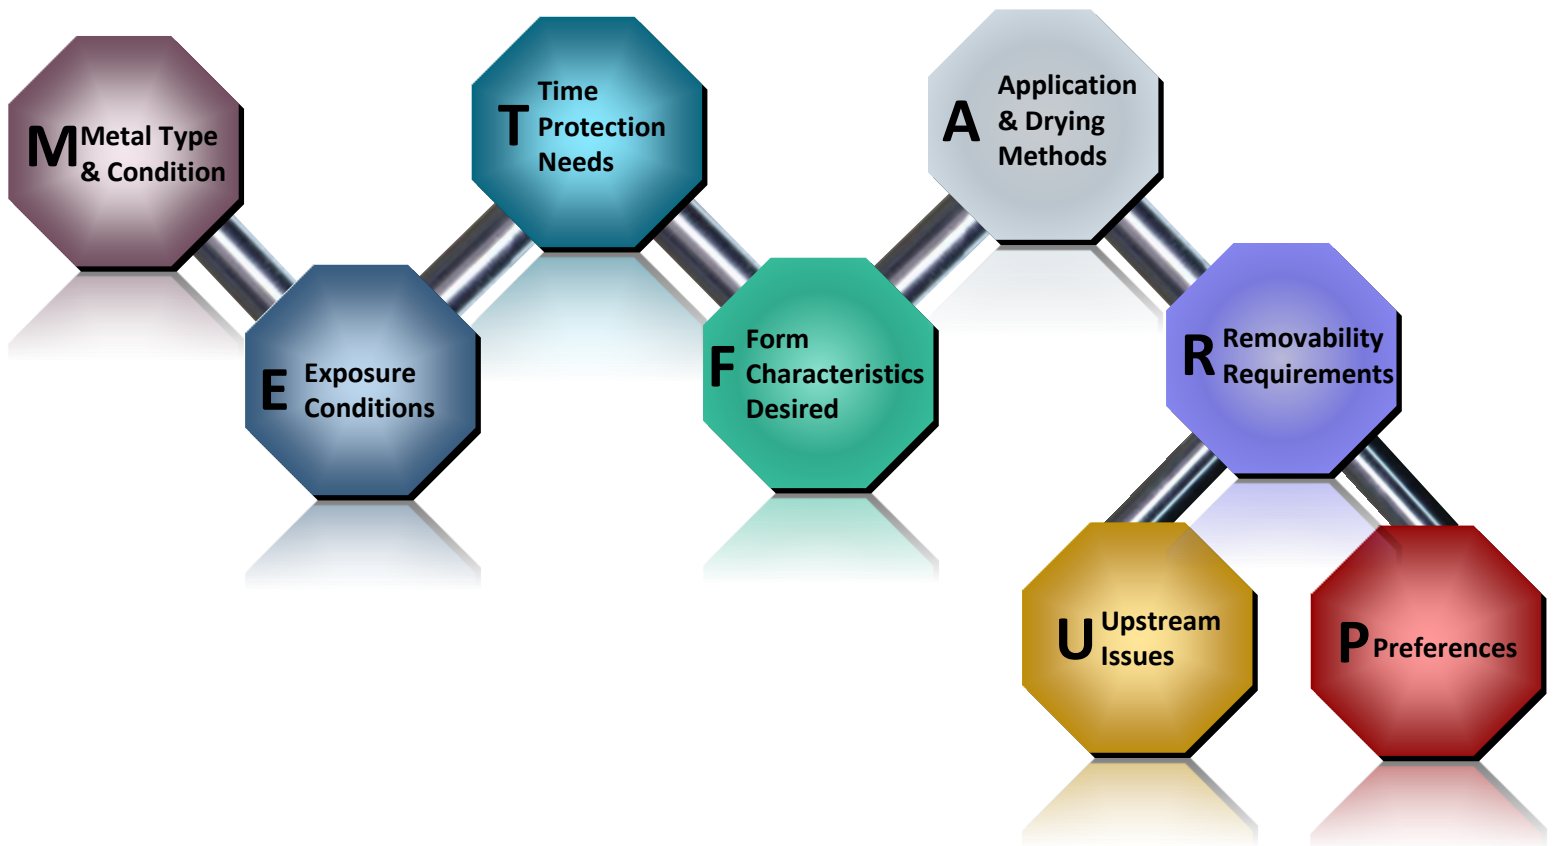 M
Metal Type
& Condition
E
Exposure
Conditions
T
Time
Protection
Needs
F
Form
Characteristics
Desired
A
Application
& Drying
Methods
R
Removability
Requirements
U
Upstream
Issues
P
Preferences